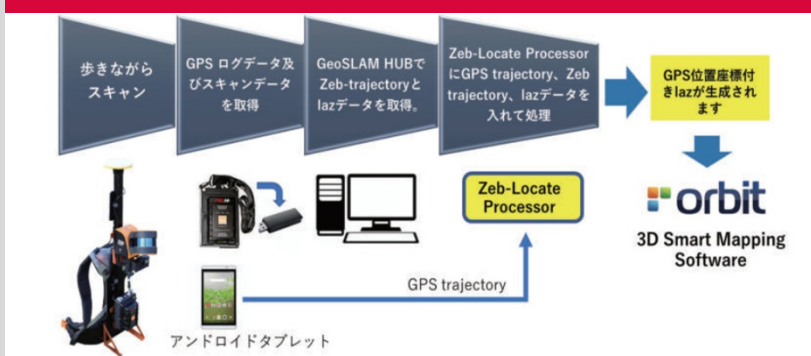 歩きながら
スキャン
GPS ログデータ及
びスキャンデータ
を取得
GeoSLAM HUBで
Zeb-trajectoryと
lazデータを取得。
Zeb-Locate Processor
にGPS trajectory、Zeb
trajectory、lazデータを
入れて処理
GPS位置座標付
きlazが生成され
ます
Zeb-Locate
Processor
orbit
3D Smart Mapping
Software
GPS trajectory
アンドロイドタブレット